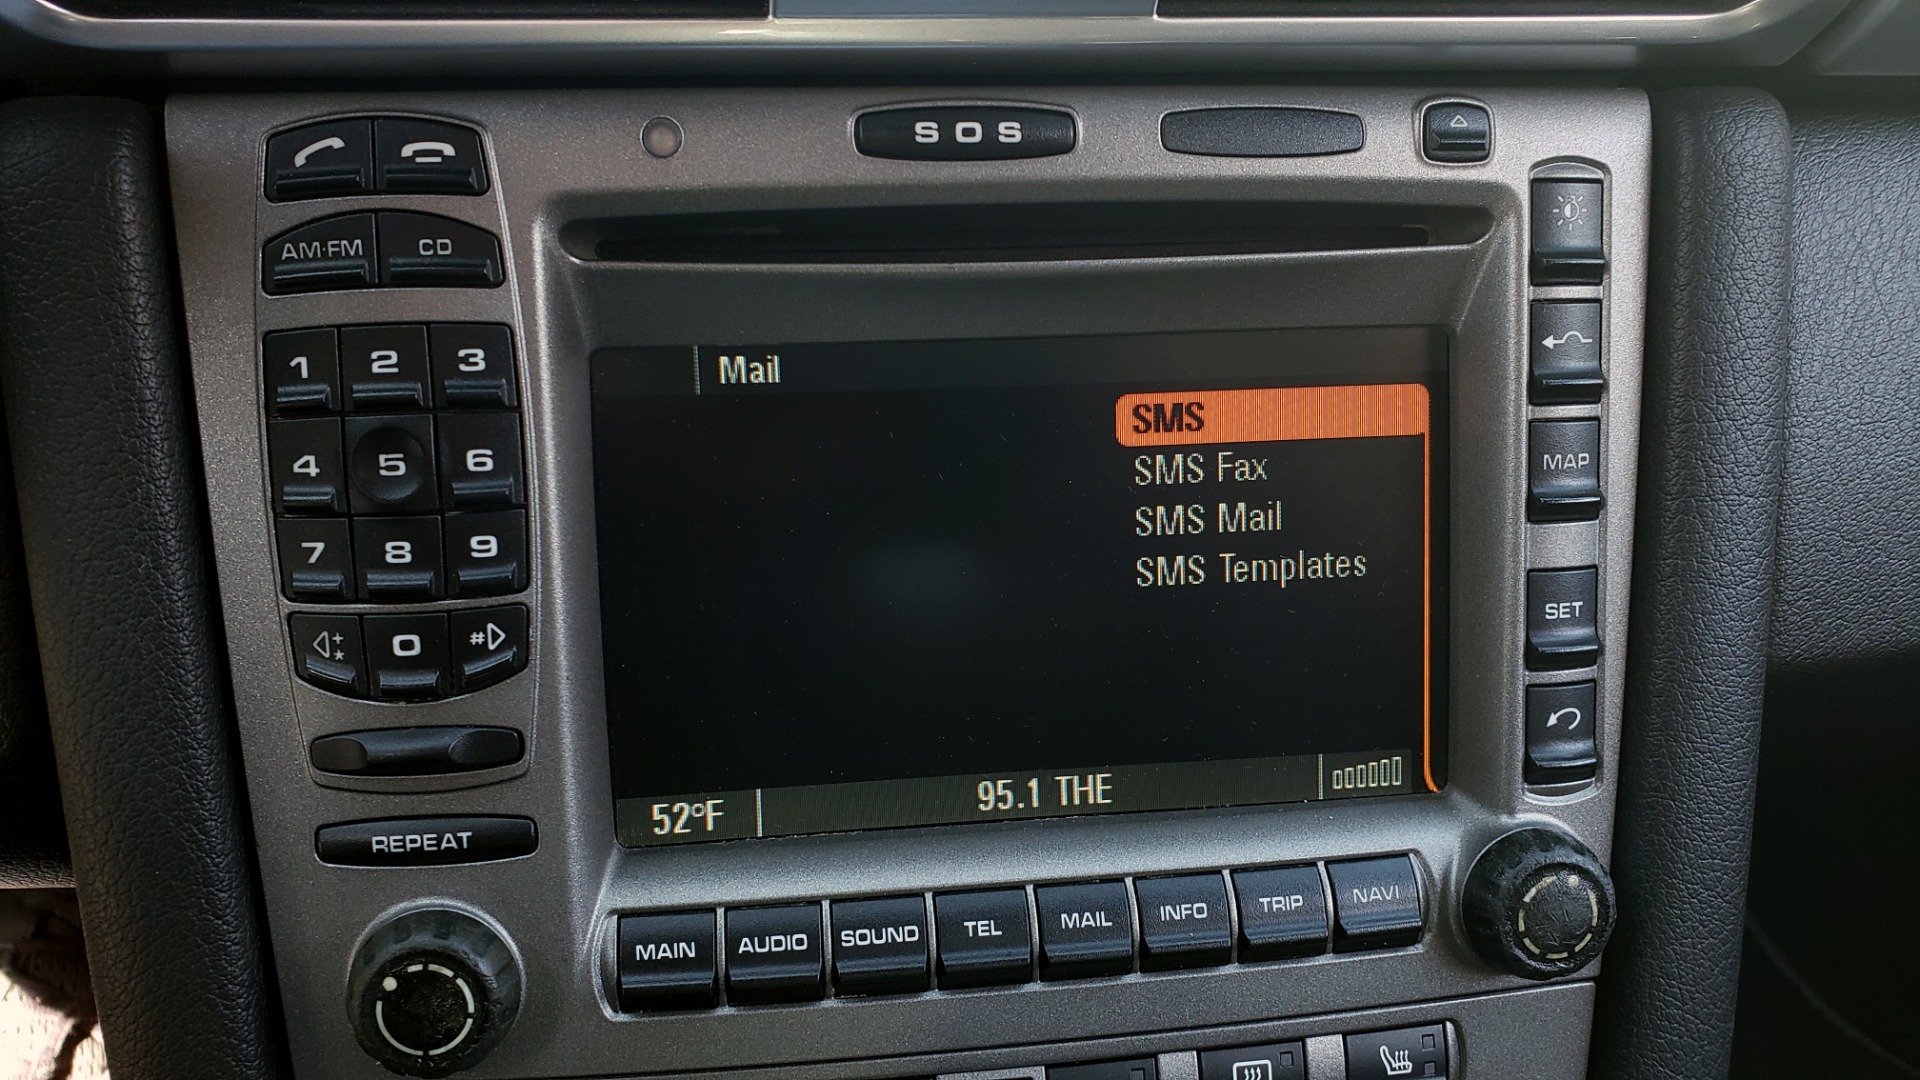 SOS
AM·FM CD
1 2 3
4 5 6
7 8 9
+
* 0 #
REPEAT
Mail
SMS
SMS Fax
SMS Mail
SMS Templates
52°F 95.1 THE
MAP
SET
MAIN AUDIO SOUND TEL MAIL INFO TRIP NAVI